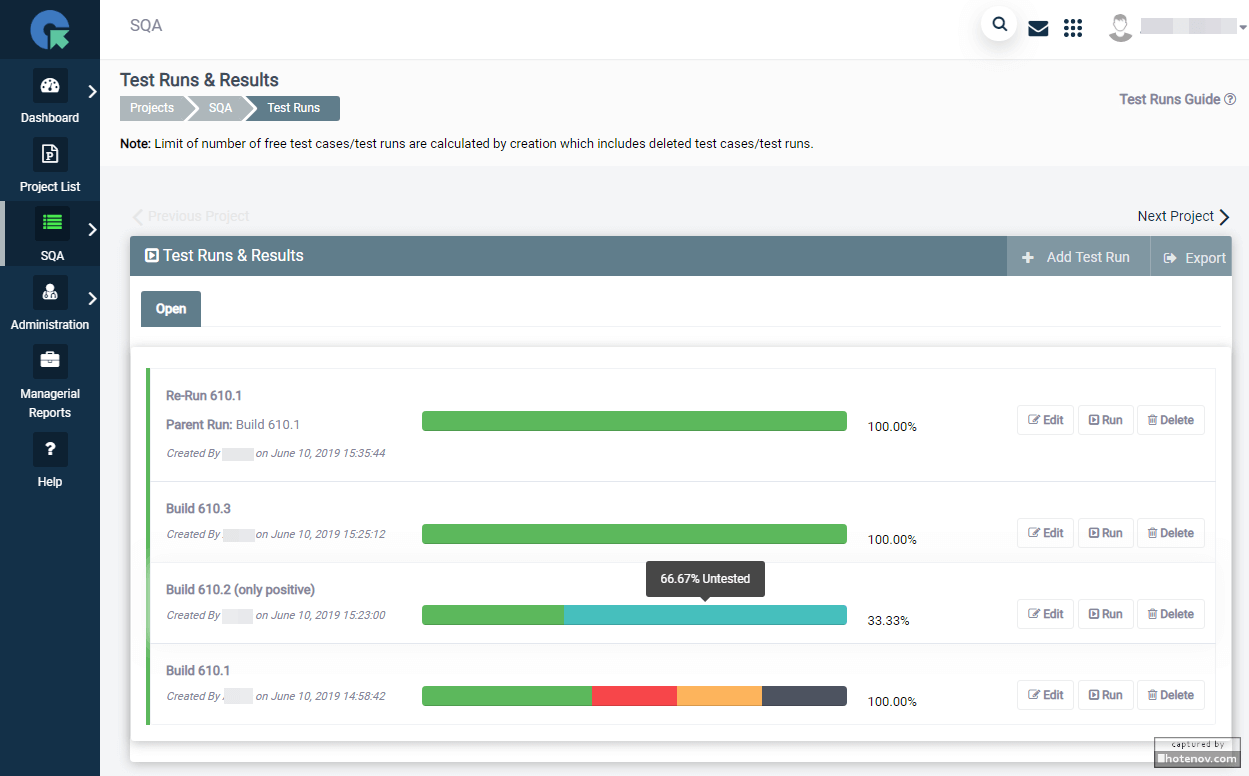 SQA
Dashboard
Project List
SQA
Administration
Managerial
Reports
Help
Test Runs & Results
Projects SQA Test Runs
Test Runs Guide
Note: Limit of number of free test cases/test runs are calculated by creation which includes deleted test cases/test runs.
Previous Project
Next Project
Test Runs & Results
Add Test Run
Export
Open
Re-Run 610.1
Parent Run: Build 610.1
Created By on June 10, 2019 15:35:44
100.00%
Edit Run Delete
Build 610.3
Created By on June 10, 2019 15:25:12
100.00%
Edit Run Delete
66.67% Untested
Build 610.2 (only positive)
Created By on June 10, 2019 15:23:00
33.33%
Edit Run Delete
Build 610.1
Created By on June 10, 2019 14:58:42
100.00%
Edit Run Delete
captured by
hotenov.com